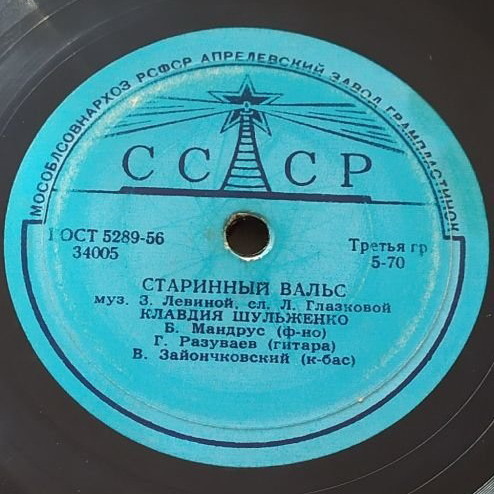 МОСОБЛСОВНАРХОЗ РСФСР АПРЕЛЕВСКИЙ ЗАВОД ГРАМПЛАСТИНОК
СССР
ГОСТ 5289-56
34005
Третья гр.
5-70
СТАРИННЫЙ ВАЛЬС
муз. З. Левиной, сл. Л. Глазковой
КЛАВДИЯ ШУЛЬЖЕНКО
Б. Мандрус (ф-но)
Г. Разуваев (гитара)
В. Зайончковский (к-бас)